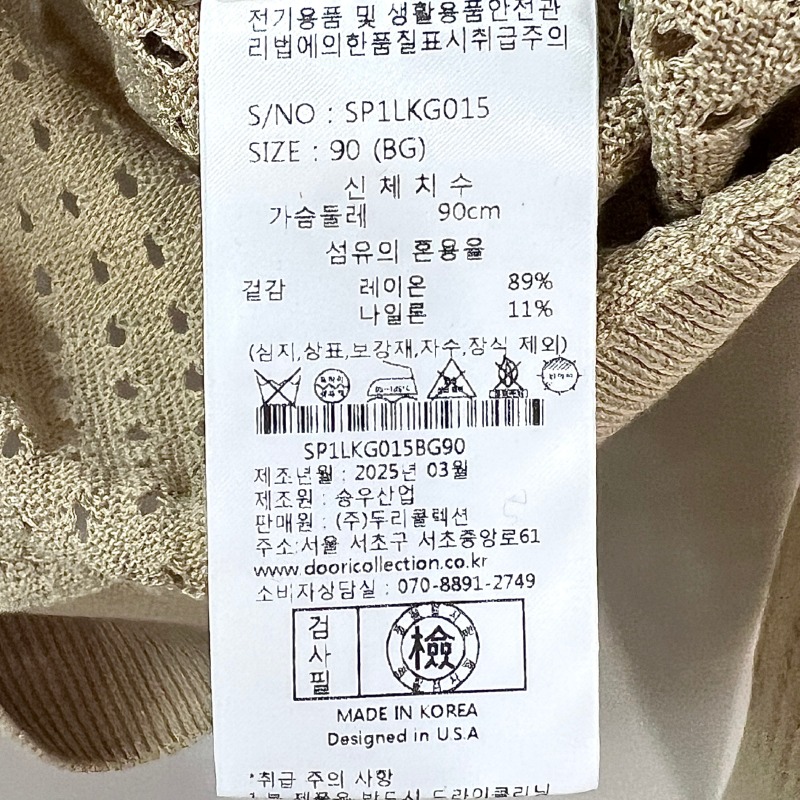 전기용품 및 생활용품안전관
리법에의한품질표시취급주의
S/NO : SP1LKG015
SIZE : 90 (BG)
신 체 치 수
가슴둘레 90cm
섬유의 혼용율
겉감 레이온 89%
나일론 11%
(심지,상표,보강재,자수,장식 제외)
SP1LKG015BG90
제조년월 : 2025년 03월
제조원 : 승우산업
판매원 : (주)두리콜텍션
주소:서울 서초구 서초중앙로61
www.dooricollection.co.kr
소비자상담실 : 070-8891-2749
검사필 檢
MADE IN KOREA
Designed in U.S.A
*취급 주의 사항